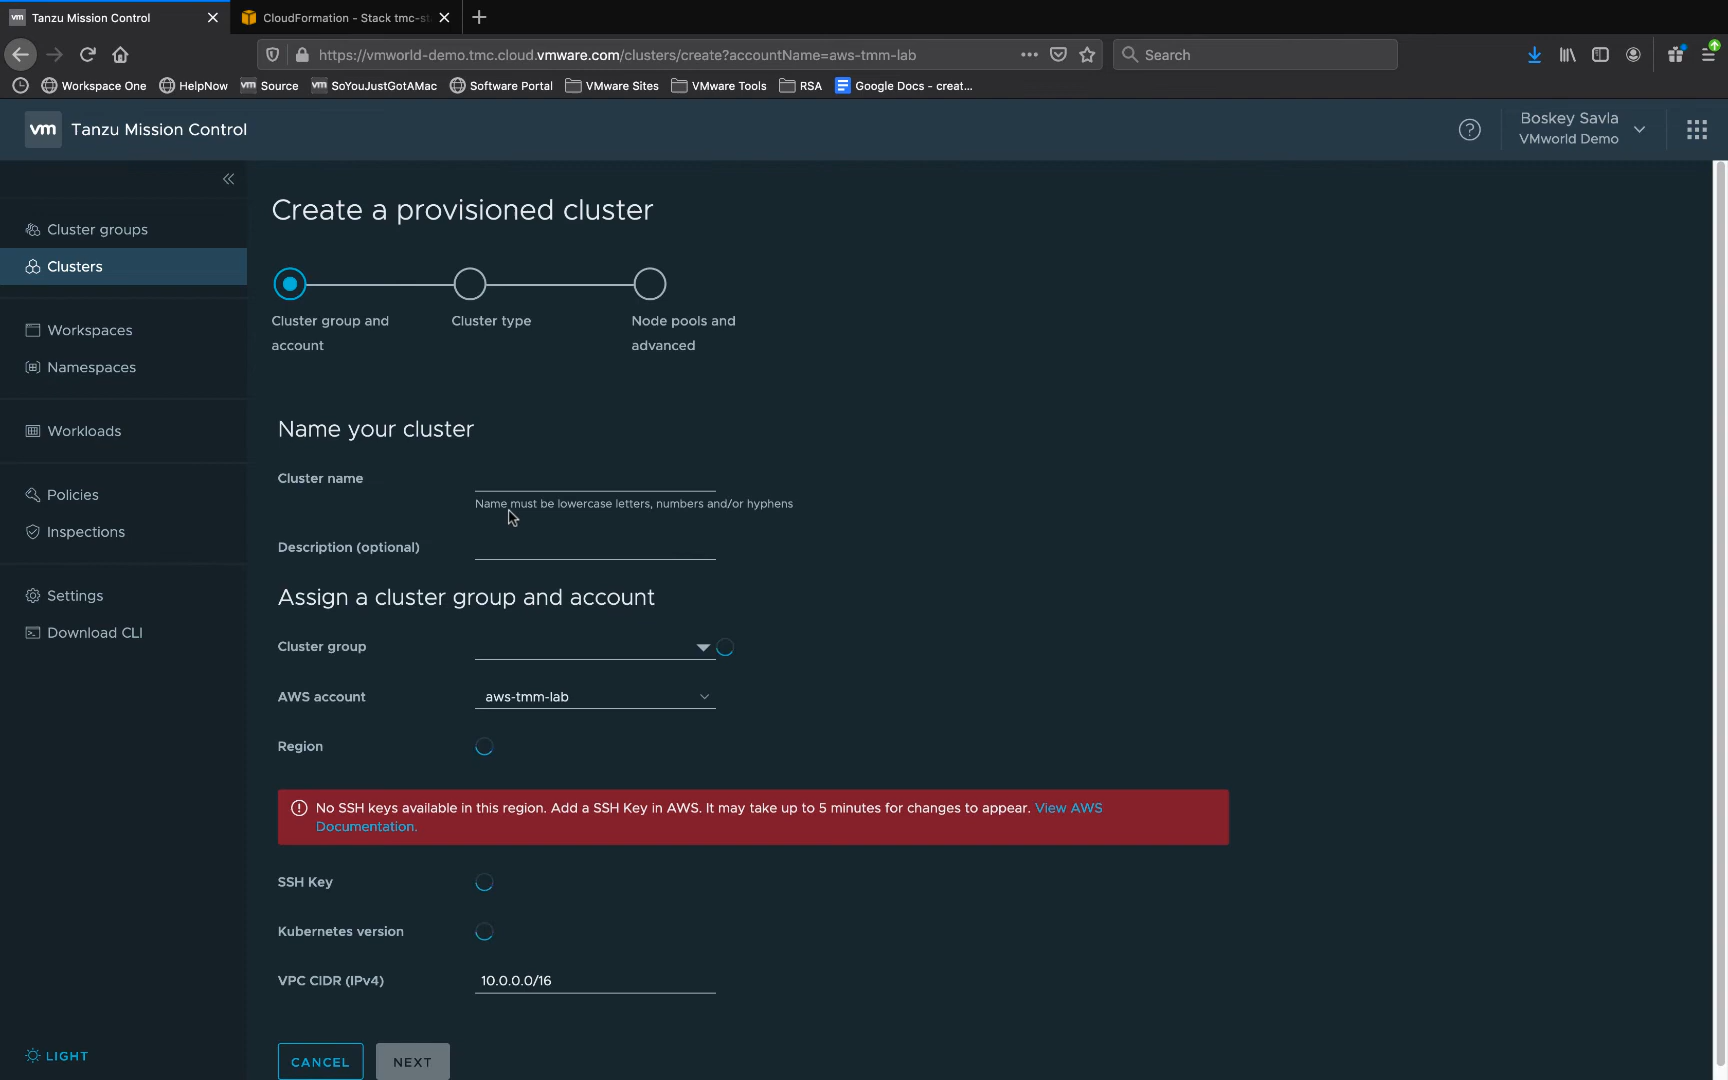 vm Tanzu Mission Control
CloudFormation - Stack tmc-st
https://vmworld-demo.tmc.cloud.vmware.com/clusters/create?accountName=aws-tmm-lab
Search
Workspace One
HelpNow
vm Source
vm SoYouJustGotAMac
Software Portal
VMware Sites
VMware Tools
RSA
Google Docs - creat...
vm Tanzu Mission Control
Boskey Savla
VMworld Demo
Cluster groups
Clusters
Workspaces
Namespaces
Workloads
Policies
Inspections
Settings
Download CLI
LIGHT
Create a provisioned cluster
Cluster group and
account
Cluster type
Node pools and
advanced
Name your cluster
Cluster name
Name must be lowercase letters, numbers and/or hyphens
Description (optional)
Assign a cluster group and account
Cluster group
AWS account aws-tmm-lab
Region
No SSH keys available in this region. Add a SSH Key in AWS. It may take up to 5 minutes for changes to appear. View AWS
Documentation.
SSH Key
Kubernetes version
VPC CIDR (IPv4) 10.0.0.0/16
CANCEL
NEXT